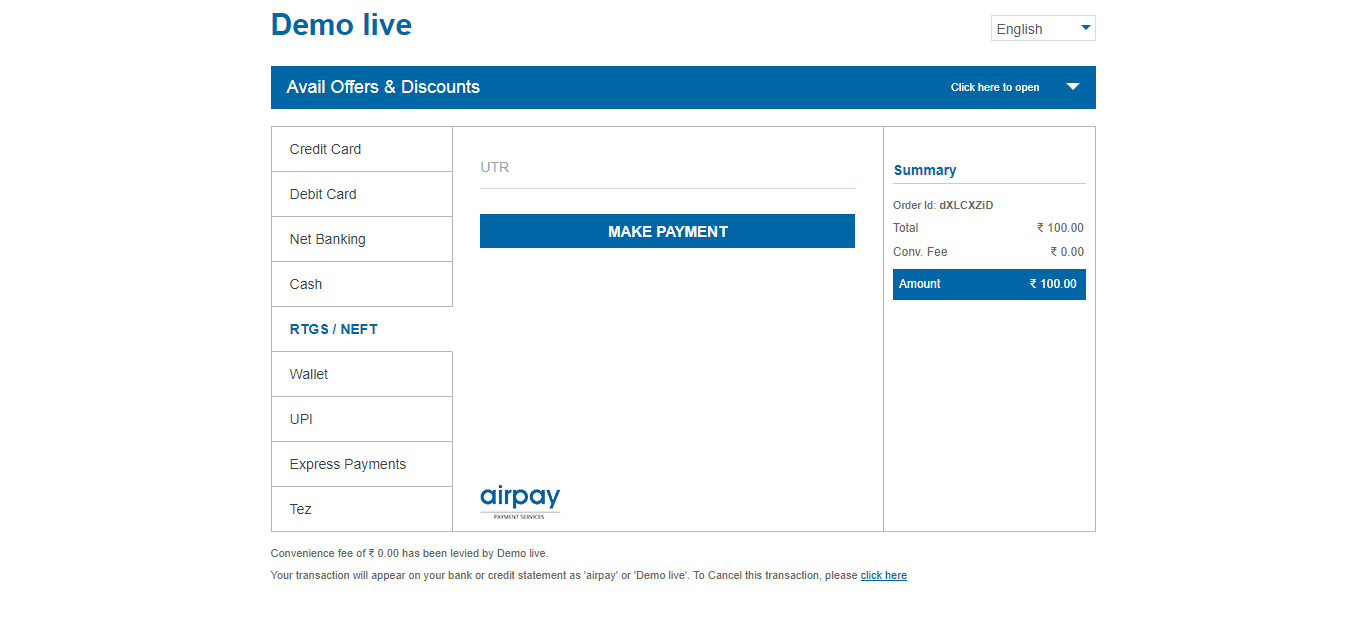 Demo live
English
Avail Offers & Discounts
Click here to open
Credit Card
Debit Card
Net Banking
Cash
RTGS / NEFT
Wallet
UPI
Express Payments
Tez
UTR
MAKE PAYMENT
airpay
PAYMENT SERVICES
Summary
Order Id: dXLCXZiD
Total ₹ 100.00
Conv. Fee ₹ 0.00
Amount ₹ 100.00
Convenience fee of ₹ 0.00 has been levied by Demo live.
Your transaction will appear on your bank or credit statement as 'airpay' or 'Demo live'. To Cancel this transaction, please click here